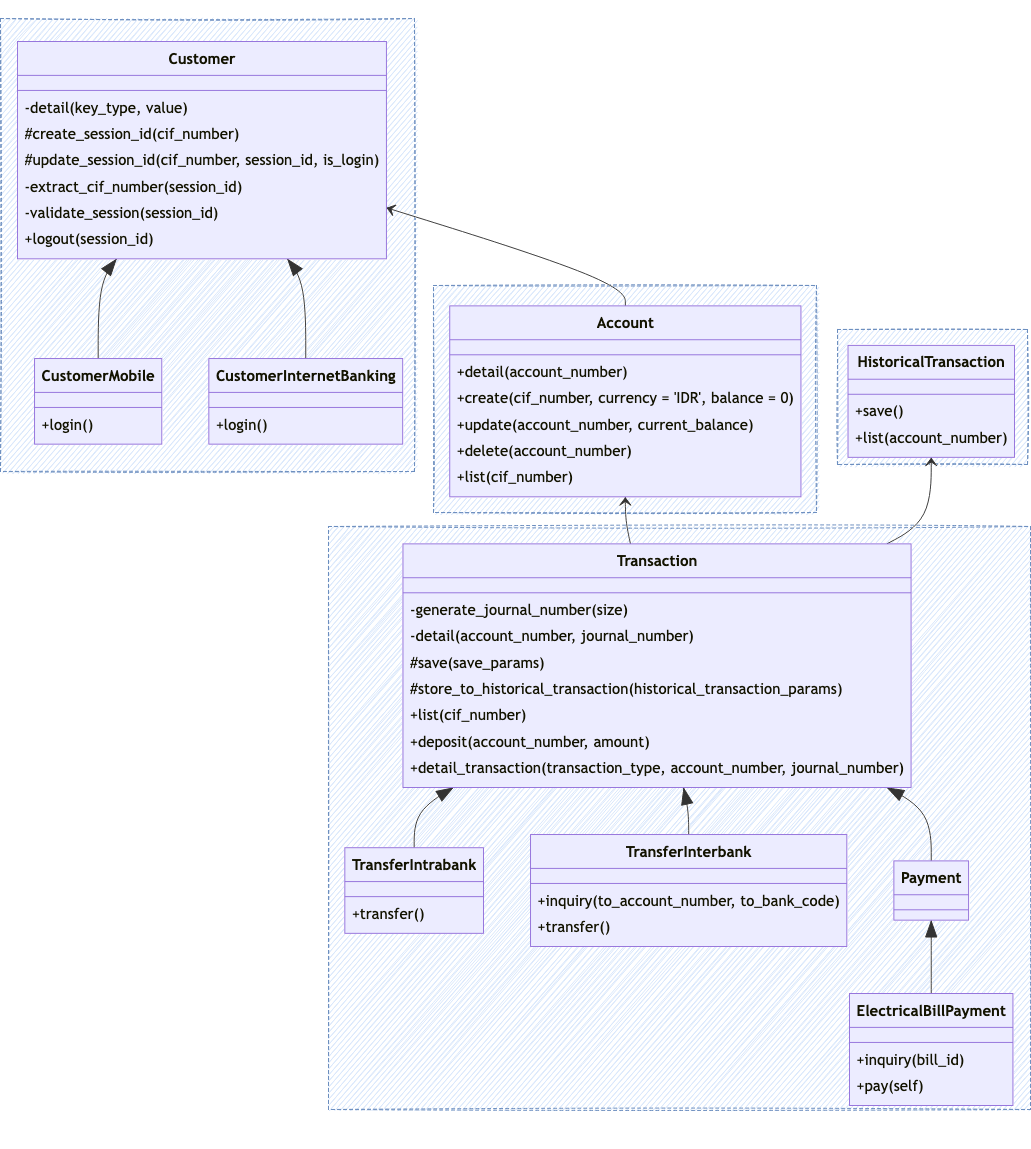 Customer
-detail(key_type, value)
#create_session_id(cif_number)
#update_session_id(cif_number, session_id, is_login)
-extract_cif_number(session_id)
-validate_session(session_id)
+logout(session_id)
CustomerMobile
+login()
CustomerInternetBanking
+login()
Account
+detail(account_number)
+create(cif_number, currency = 'IDR', balance = 0)
+update(account_number, current_balance)
+delete(account_number)
+list(cif_number)
HistoricalTransaction
+save()
+list(account_number)
Transaction
-generate_journal_number(size)
-detail(account_number, journal_number)
#save(save_params)
#store_to_historical_transaction(historical_transaction_params)
+list(cif_number)
+deposit(account_number, amount)
+detail_transaction(transaction_type, account_number, journal_number)
TransferIntrabank
+transfer()
TransferInterbank
+inquiry(to_account_number, to_bank_code)
+transfer()
Payment
ElectricalBillPayment
+inquiry(bill_id)
+pay(self)